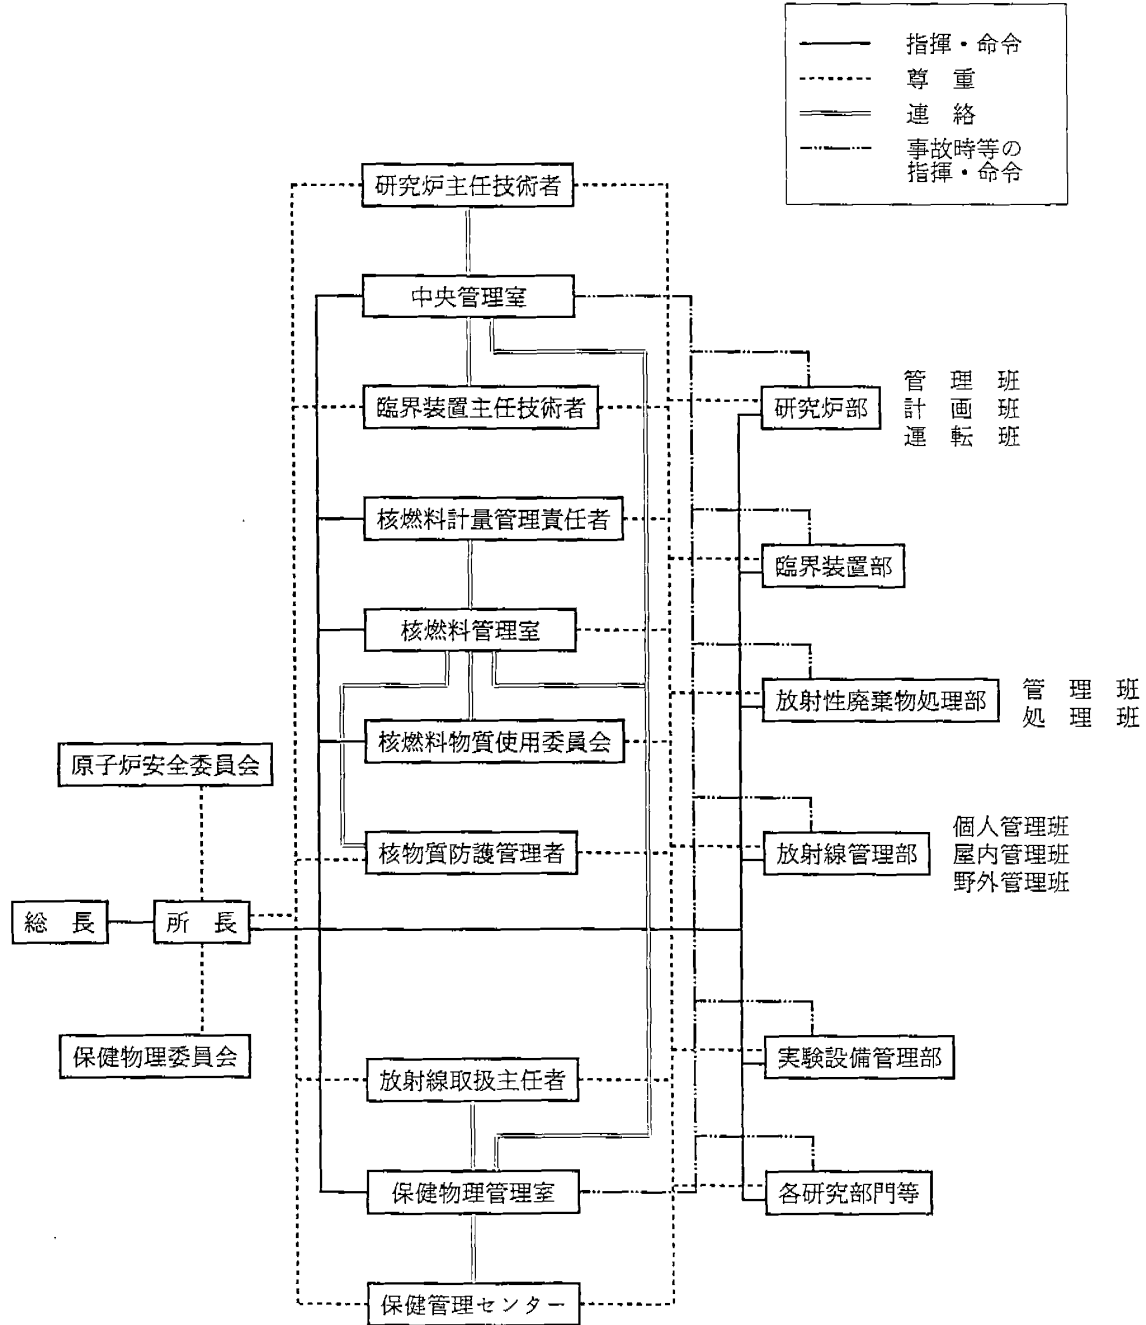 指揮・命令
尊 重
連 絡
事故時等の
指揮・命令
研究炉主任技術者
中央管理室
臨界装置主任技術者
核燃料計量管理責任者
核燃料管理室
核燃料物質使用委員会
核物質防護管理者
放射線取扱主任者
保健物理管理室
保健管理センター
原子炉安全委員会
総 長
所 長
保健物理委員会
研究炉部
管 理 班
計 画 班
運 転 班
臨界装置部
放射性廃棄物処理部
管 理 班
処 理 班
放射線管理部
個人管理班
屋内管理班
野外管理班
実験設備管理部
各研究部門等